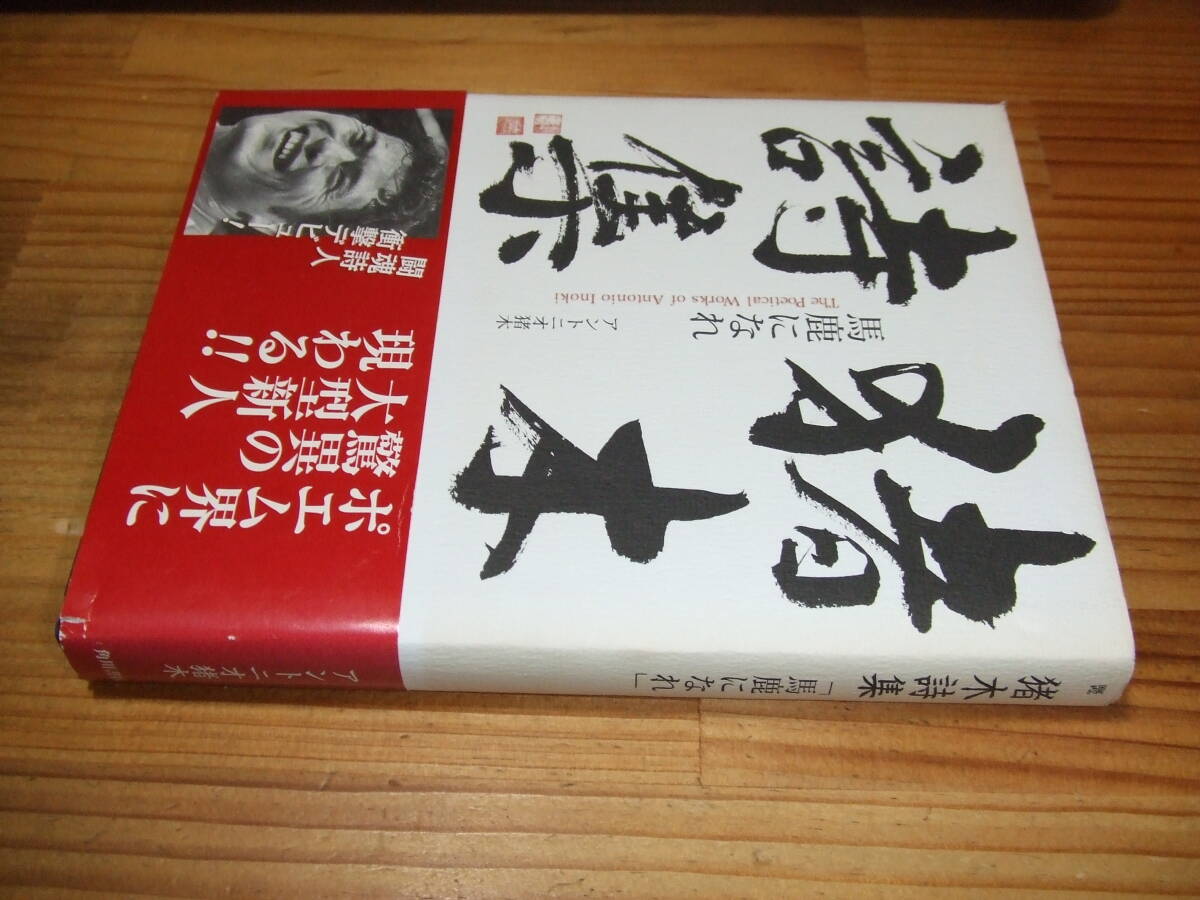 猪木
詩集
馬鹿になれ
アントニオ猪木
The Poetical Works of Antonio Inoki
闘魂詩人
衝撃デビュー!
ポエム界に
驚異の
大型新人
現わる!!
猪木詩集「馬鹿になれ」
アントニオ猪木